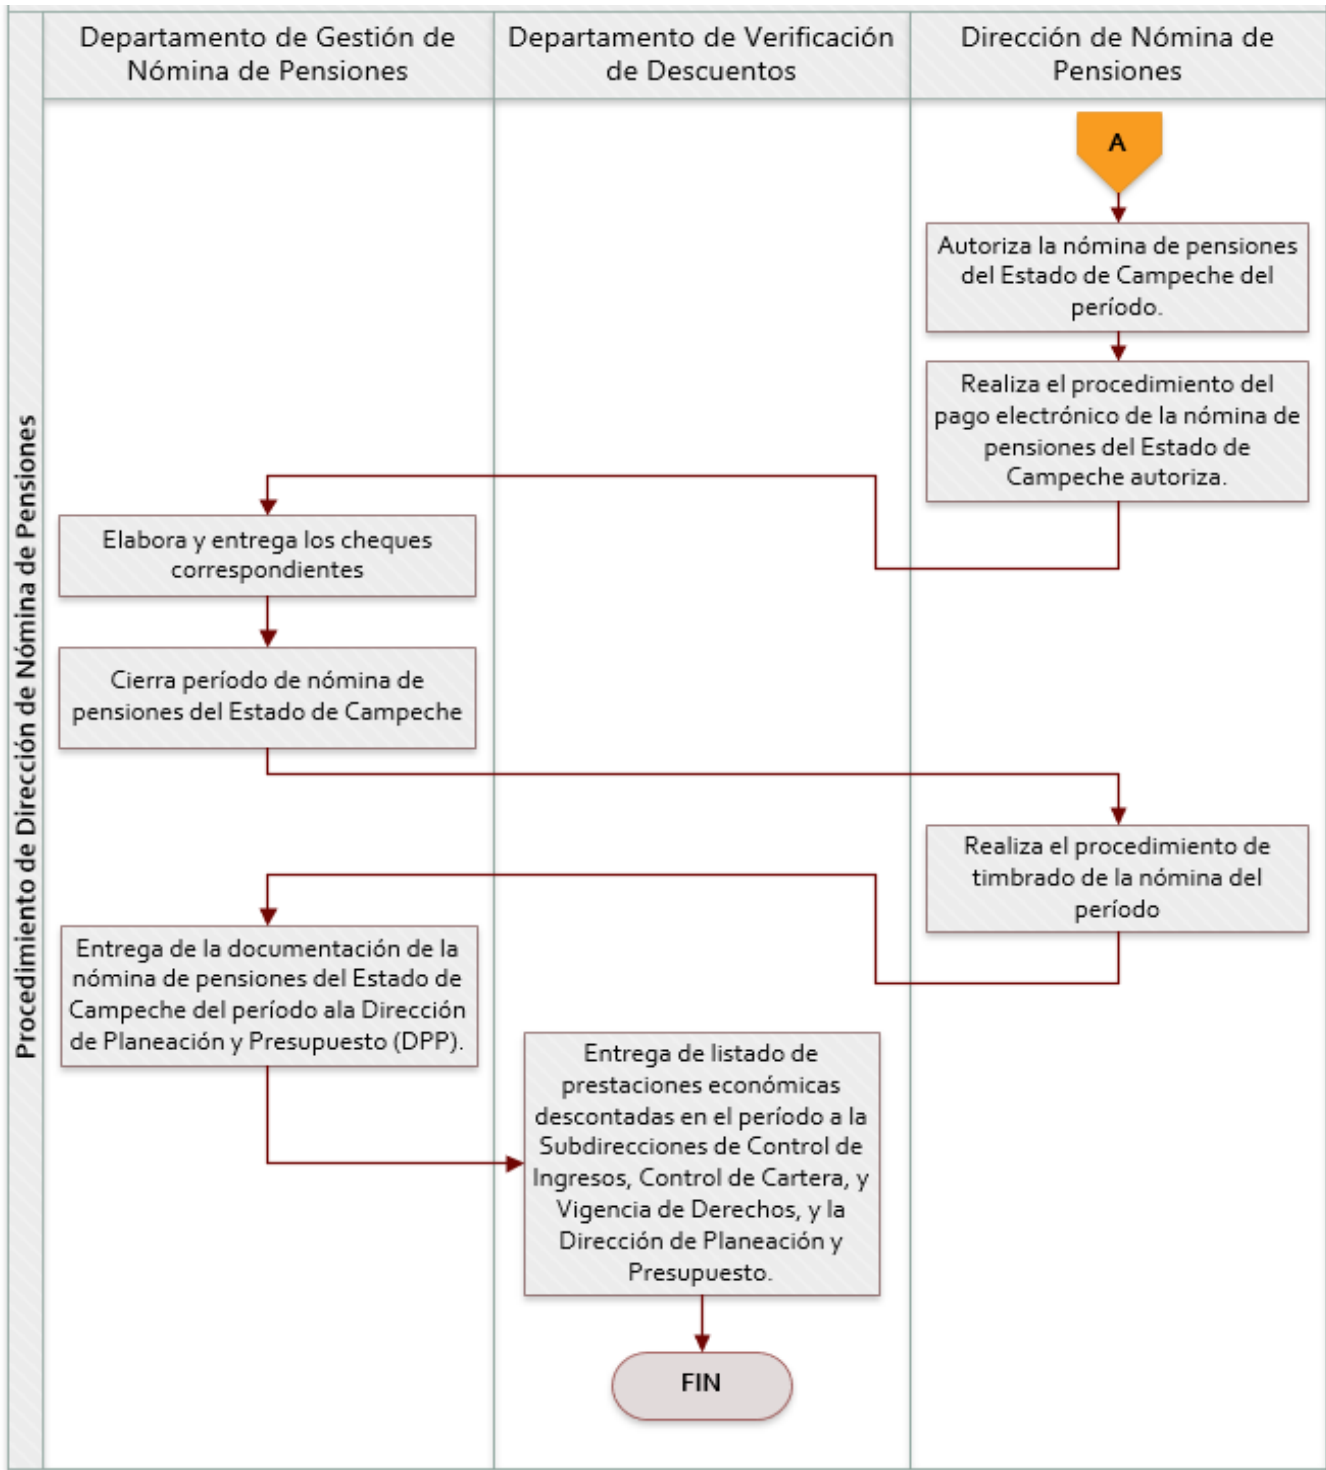 Procedimiento de Dirección de Nómina de Pensiones
Departamento de Gestión de
Nómina de Pensiones
Departamento de Verificación
de Descuentos
Dirección de Nómina de
Pensiones
A
Autoriza la nómina de pensiones
del Estado de Campeche del
período.
Realiza el procedimiento del
pago electrónico de la nómina de
pensiones del Estado de
Campeche autoriza.
Elabora y entrega los cheques
correspondientes
Cierra período de nómina de
pensiones del Estado de Campeche
Realiza el procedimiento de
timbrado de la nómina del
período
Entrega de la documentación de la
nómina de pensiones del Estado de
Campeche del período ala Dirección
de Planeación y Presupuesto (DPP).
Entrega de listado de
prestaciones económicas
descontadas en el período a la
Subdirecciones de Control de
Ingresos, Control de Cartera, y
Vigencia de Derechos, y la
Dirección de Planeación y
Presupuesto.
FIN